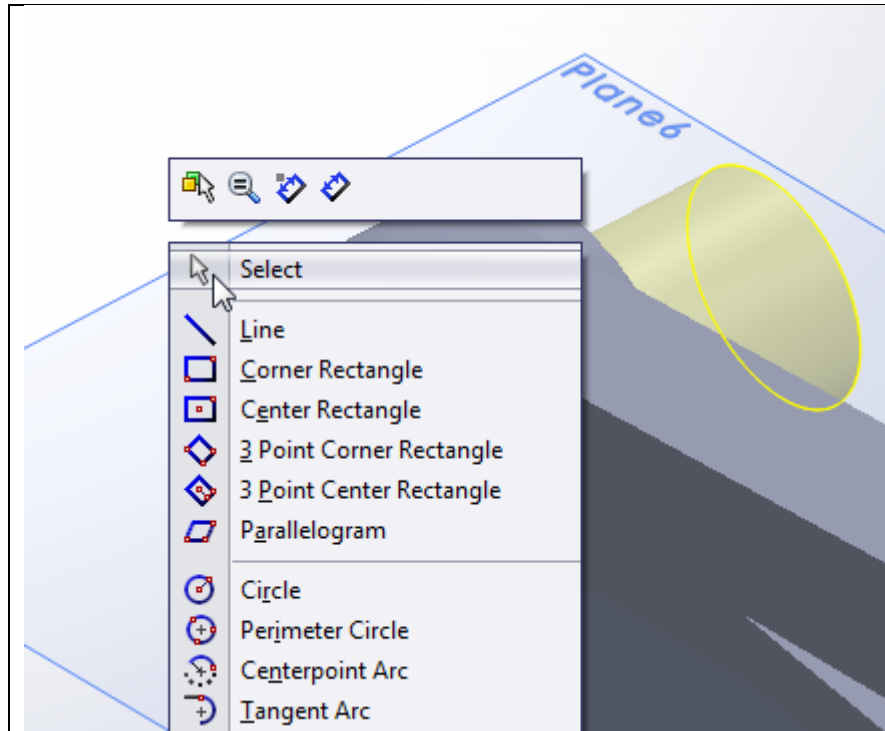 Plane6
Select
Line
Corner Rectangle
Center Rectangle
3 Point Corner Rectangle
3 Point Center Rectangle
Parallelogram
Circle
Perimeter Circle
Centerpoint Arc
Tangent Arc